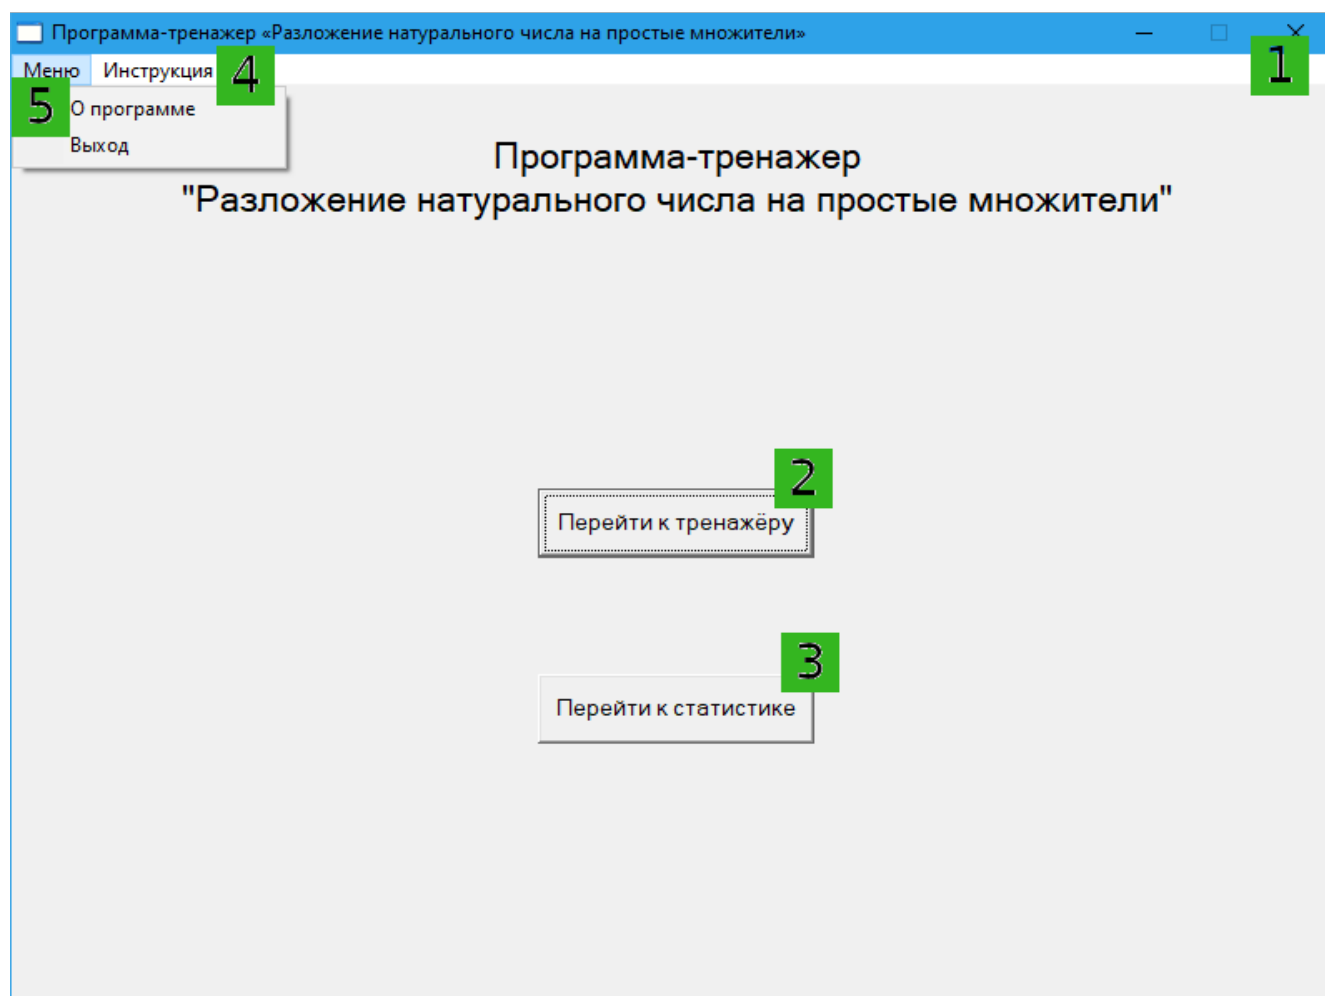 Программа-тренажер «Разложение натурального числа на простые множители»
1
Меню Инструкция 4
5 О программе
Выход
Программа-тренажер
"Разложение натурального числа на простые множители"
2
Перейти к тренажёру
3
Перейти к статистике